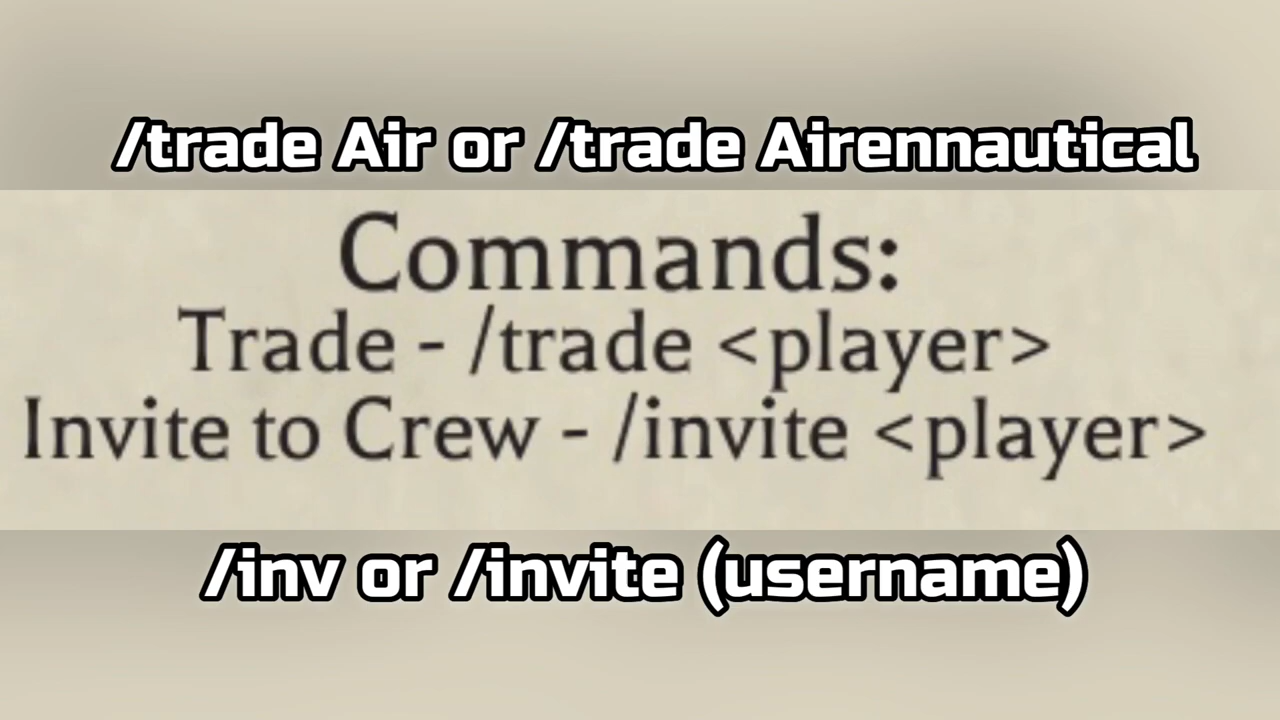 /trade Air or /trade Airennautical
Commands:
Trade - /trade <player>
Invite to Crew - /invite <player>
/inv or /invite (username)